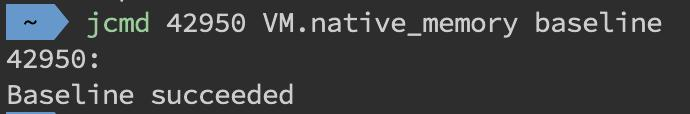 ~ jcmd 42950 VM.native_memory baseline
42950:
Baseline succeeded